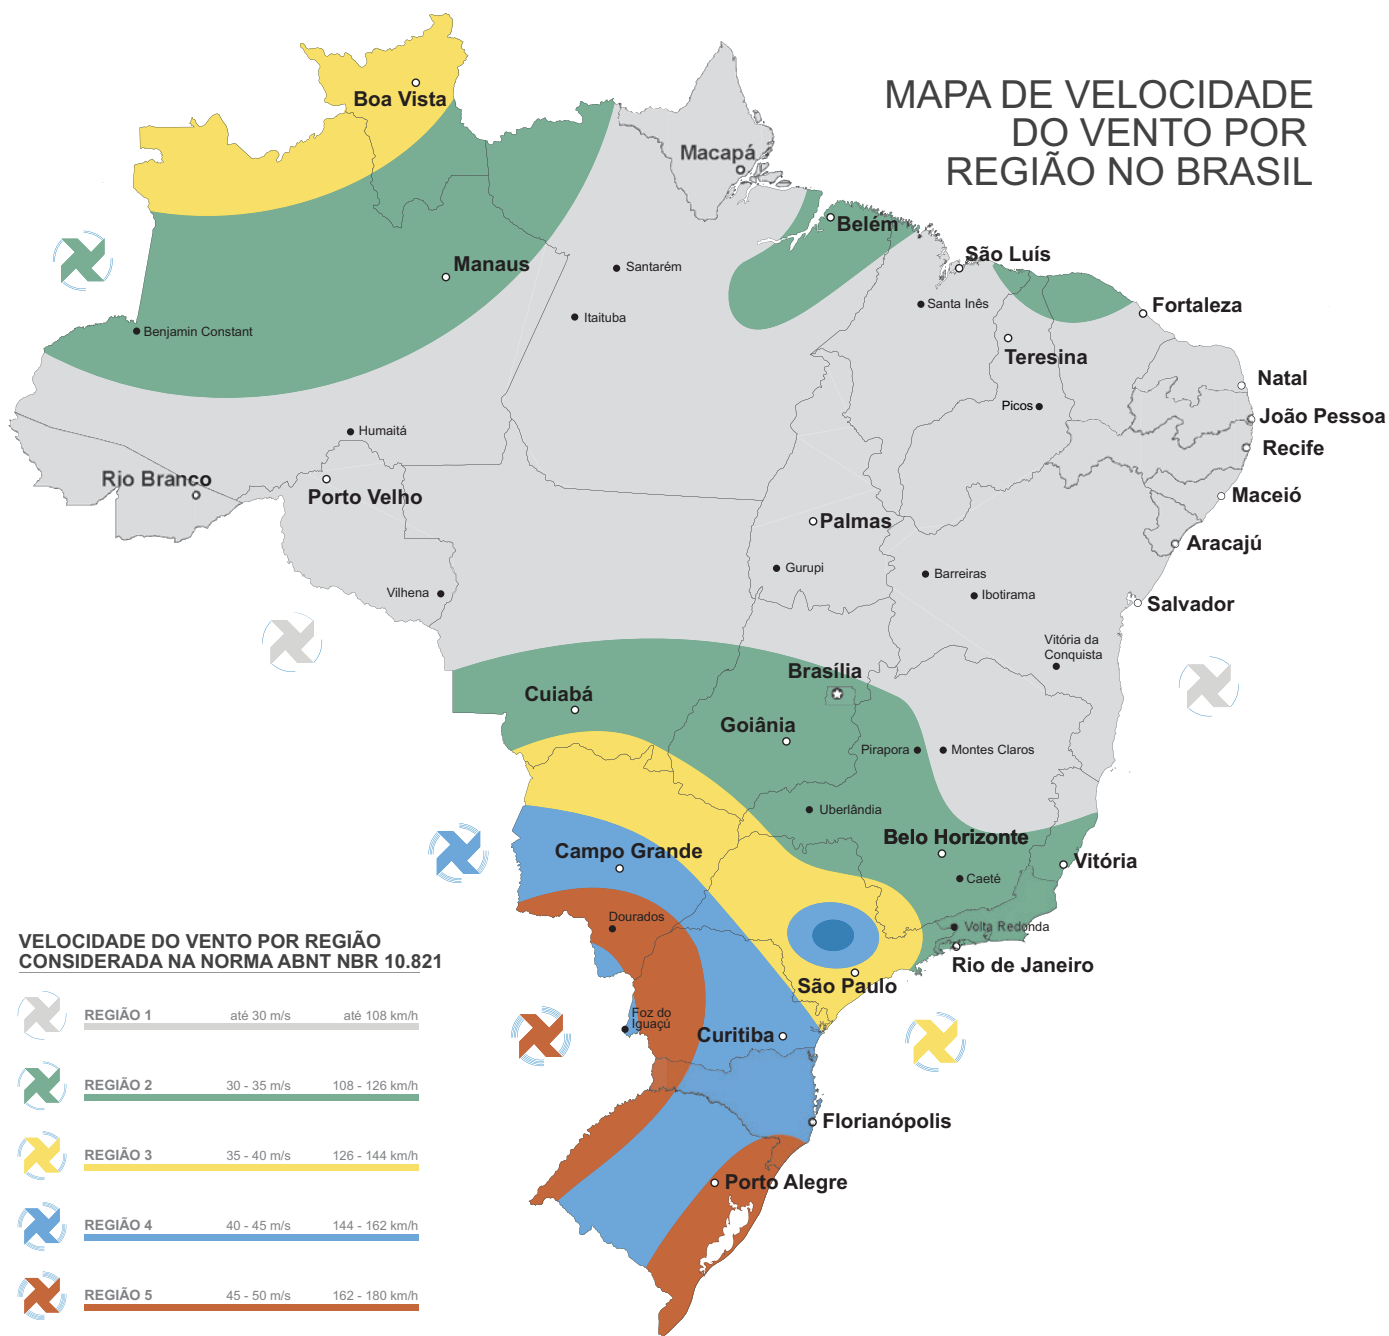 MAPA DE VELOCIDADE
DO VENTO POR
REGIÃO NO BRASIL
Boa Vista
Macapá
Belém
Manaus
Santarém
São Luís
Santa Inês
Itaituba
Benjamin Constant
Fortaleza
Teresina
Natal
Picos
João Pessoa
Humaitá
Recife
Rio Branco
Porto Velho
Maceió
Palmas
Aracajú
Gurupi
Barreiras
Vilhena
Ibotirama
Salvador
Vitória da
Conquista
Brasília
Cuiabá
Goiânia
Pirapora
Montes Claros
Uberlândia
Belo Horizonte
Campo Grande
Vitória
Caeté
Dourados
Volta Redonda
Rio de Janeiro
São Paulo
Foz do
Iguaçú
Curitiba
Florianópolis
Porto Alegre
VELOCIDADE DO VENTO POR REGIÃO
CONSIDERADA NA NORMA ABNT NBR 10.821
REGIÃO 1 até 30 m/s até 108 km/h
REGIÃO 2 30 - 35 m/s 108 - 126 km/h
REGIÃO 3 35 - 40 m/s 126 - 144 km/h
REGIÃO 4 40 - 45 m/s 144 - 162 km/h
REGIÃO 5 45 - 50 m/s 162 - 180 km/h